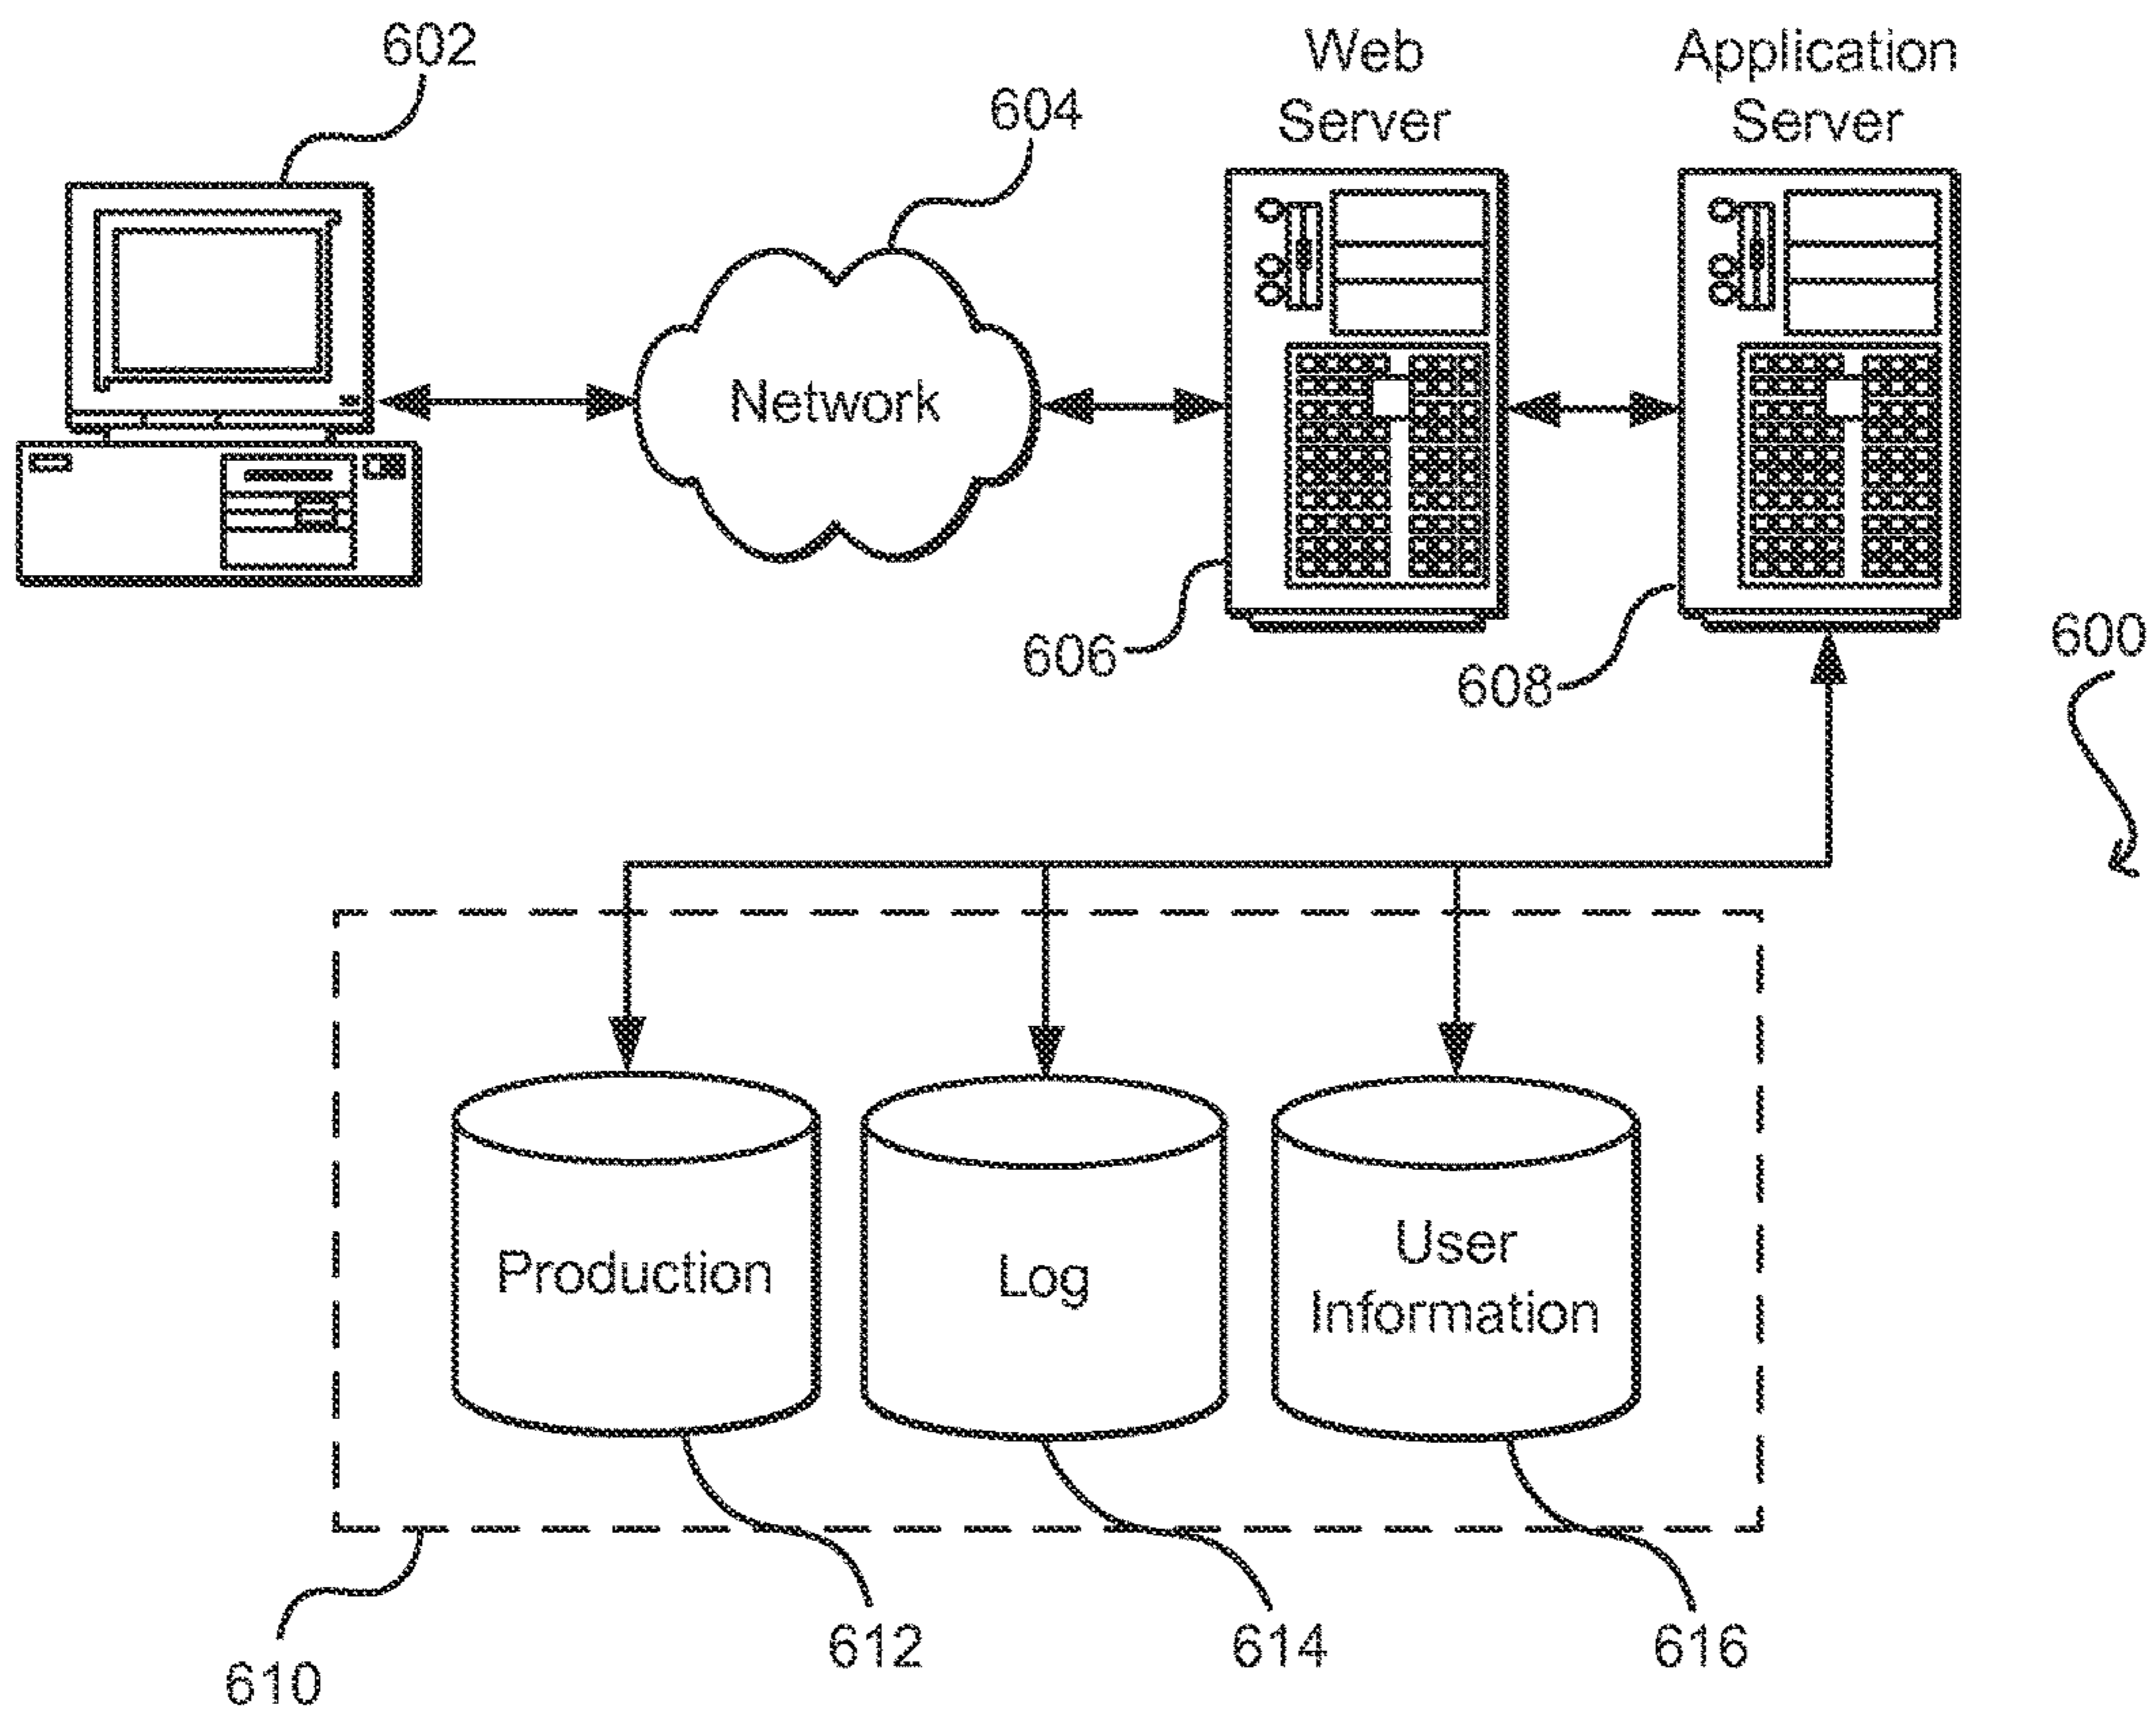 602
604
Web
Server
Application
Server
Network
606
608
600
Production
Log
User
Information
610
612
614
616